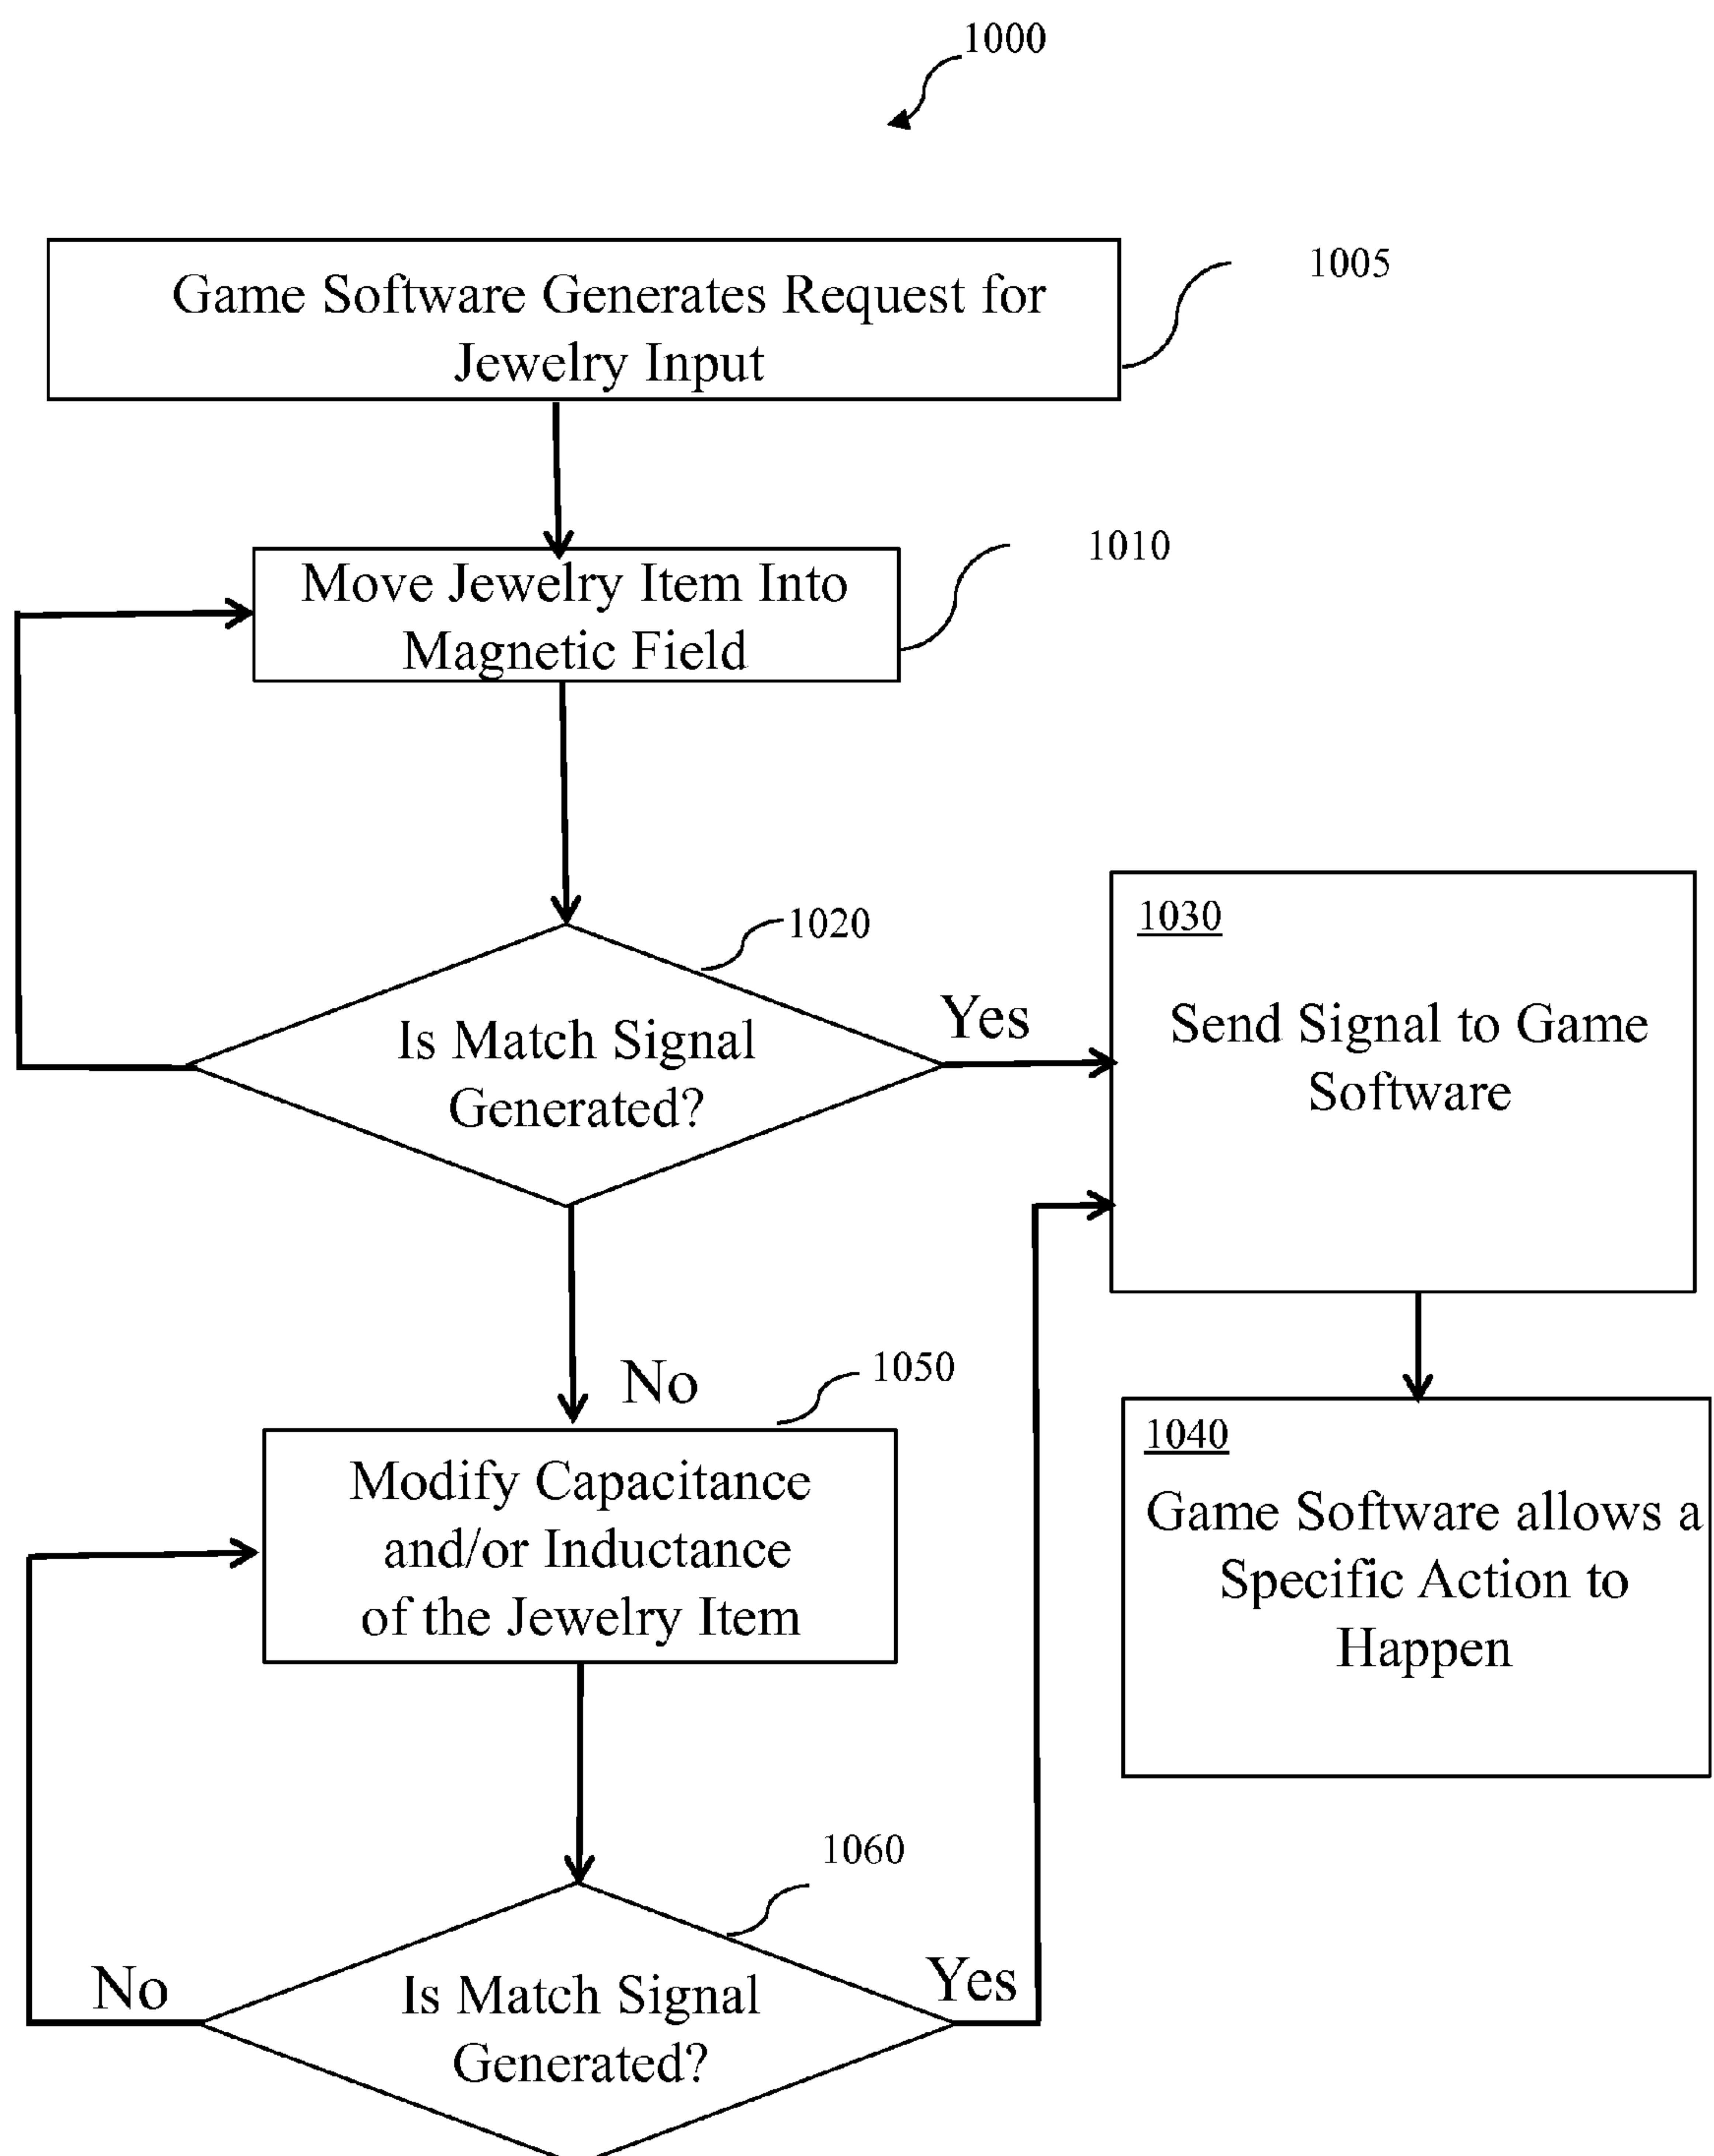 1000
Game Software Generates Request for
Jewelry Input
1005
Move Jewelry Item Into
Magnetic Field
1010
1020
Is Match Signal
Generated?
Yes
1030
Send Signal to Game
Software
No
1050
Modify Capacitance
and/or Inductance
of the Jewelry Item
1040
Game Software allows a
Specific Action to
Happen
1060
Is Match Signal
Generated?
No
Yes